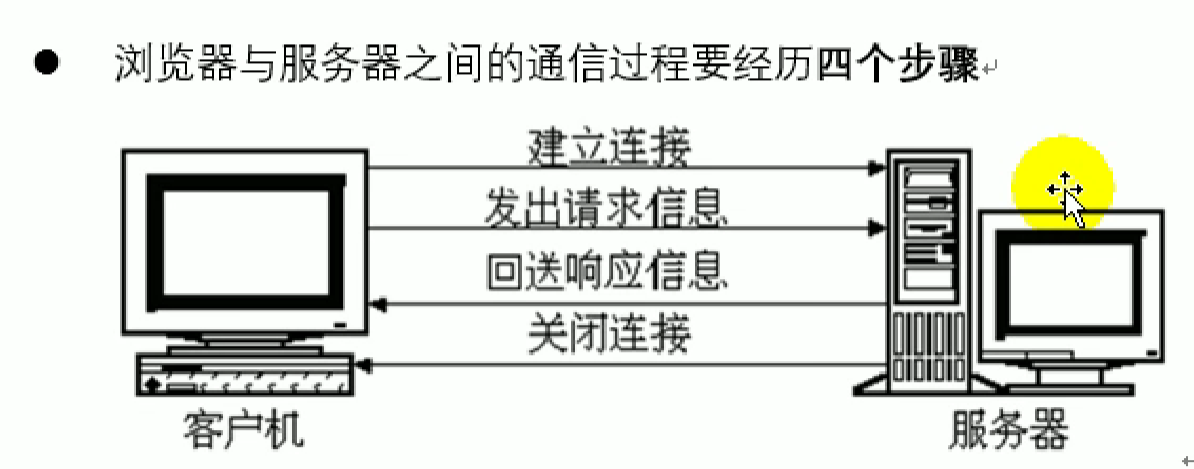 ● 浏览器与服务器之间的通信过程要经历四个步骤
建立连接
发出请求信息
回送响应信息
关闭连接
客户机
服务器